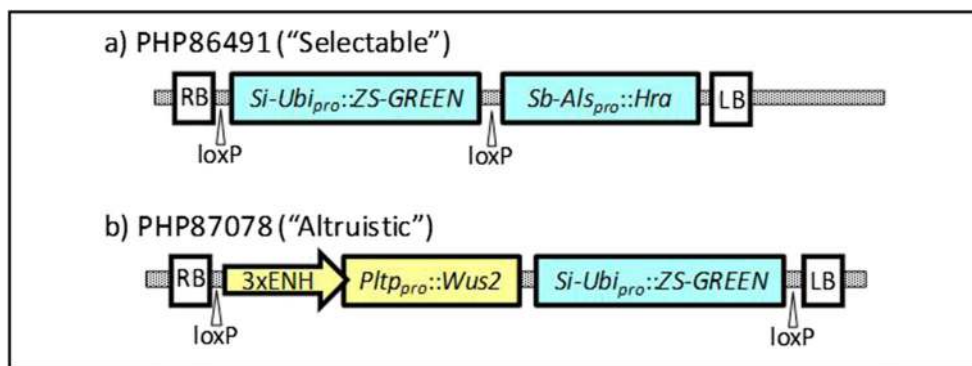 a) PHP86491 (“Selectable”)
RB Si-Ubipro::ZS-GREEN Sb-Alspro::Hra LB
loxP loxP
b) PHP87078 (“Altruistic”)
RB 3xENH Pltppro::Wus2 Si-Ubipro::ZS-GREEN LB
loxP loxP